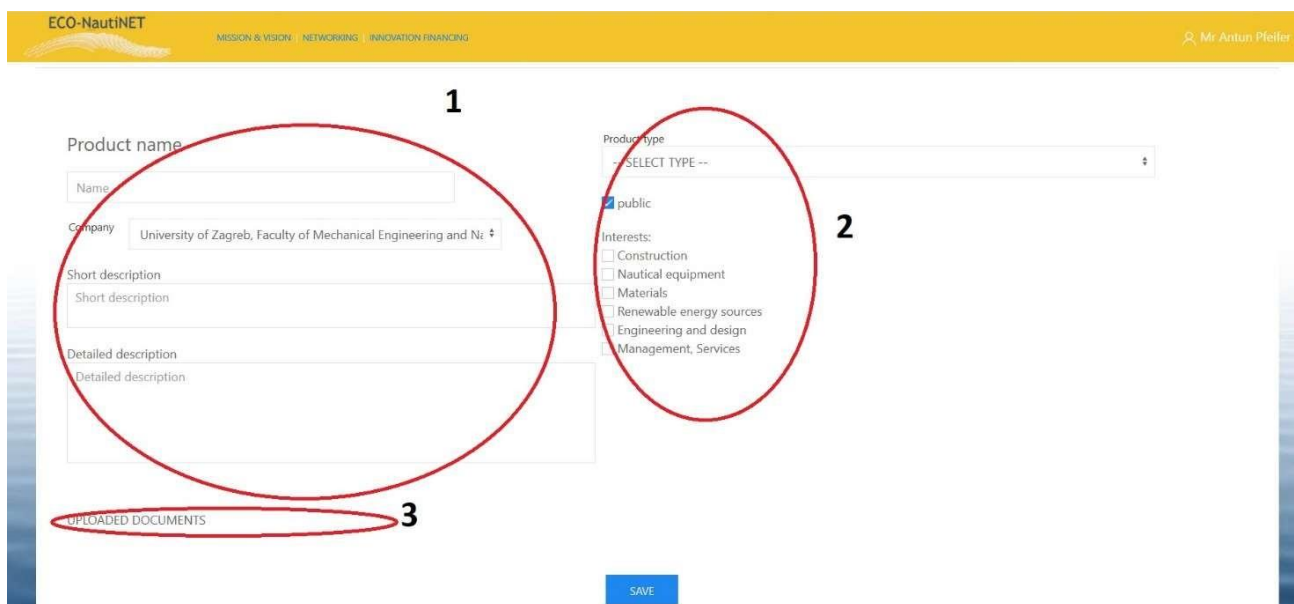 ECO-NautiNET
MISSION & VISION | NETWORKING | INNOVATION FINANCING
Mr Antun Pfeifer
1
Product name
Name
Company
University of Zagreb, Faculty of Mechanical Engineering and Na
Short description
Short description
Detailed description
Detailed description
UPLOADED DOCUMENTS
3
Product type
-- SELECT TYPE --
public
2
Interests:
Construction
Nautical equipment
Materials
Renewable energy sources
Engineering and design
Management, Services
SAVE